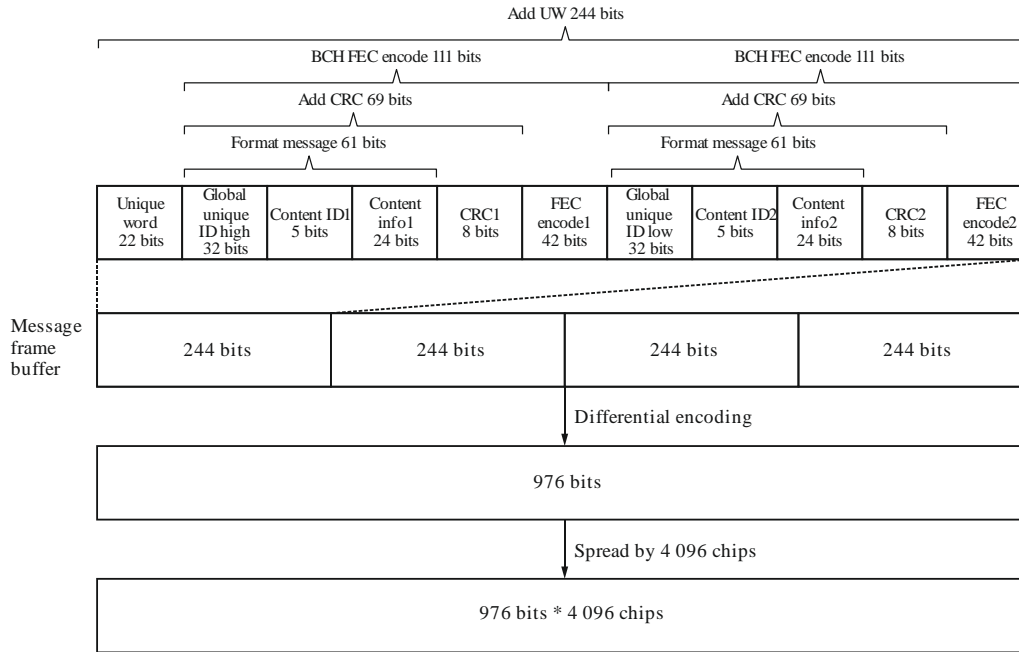 Add UW 244 bits
BCH FEC encode 111 bits
BCH FEC encode 111 bits
Add CRC 69 bits
Add CRC 69 bits
Format message 61 bits
Format message 61 bits
Unique
word
22 bits
Global
unique
ID high
32 bits
Content ID1
5 bits
Content
info1
24 bits
CRC1
8 bits
FEC
encode1
42 bits
Global
unique
ID low
32 bits
Content ID2
5 bits
Content
info2
24 bits
CRC2
8 bits
FEC
encode2
42 bits
Message
frame
buffer
244 bits
244 bits
244 bits
244 bits
Differential encoding
976 bits
Spread by 4 096 chips
976 bits * 4 096 chips